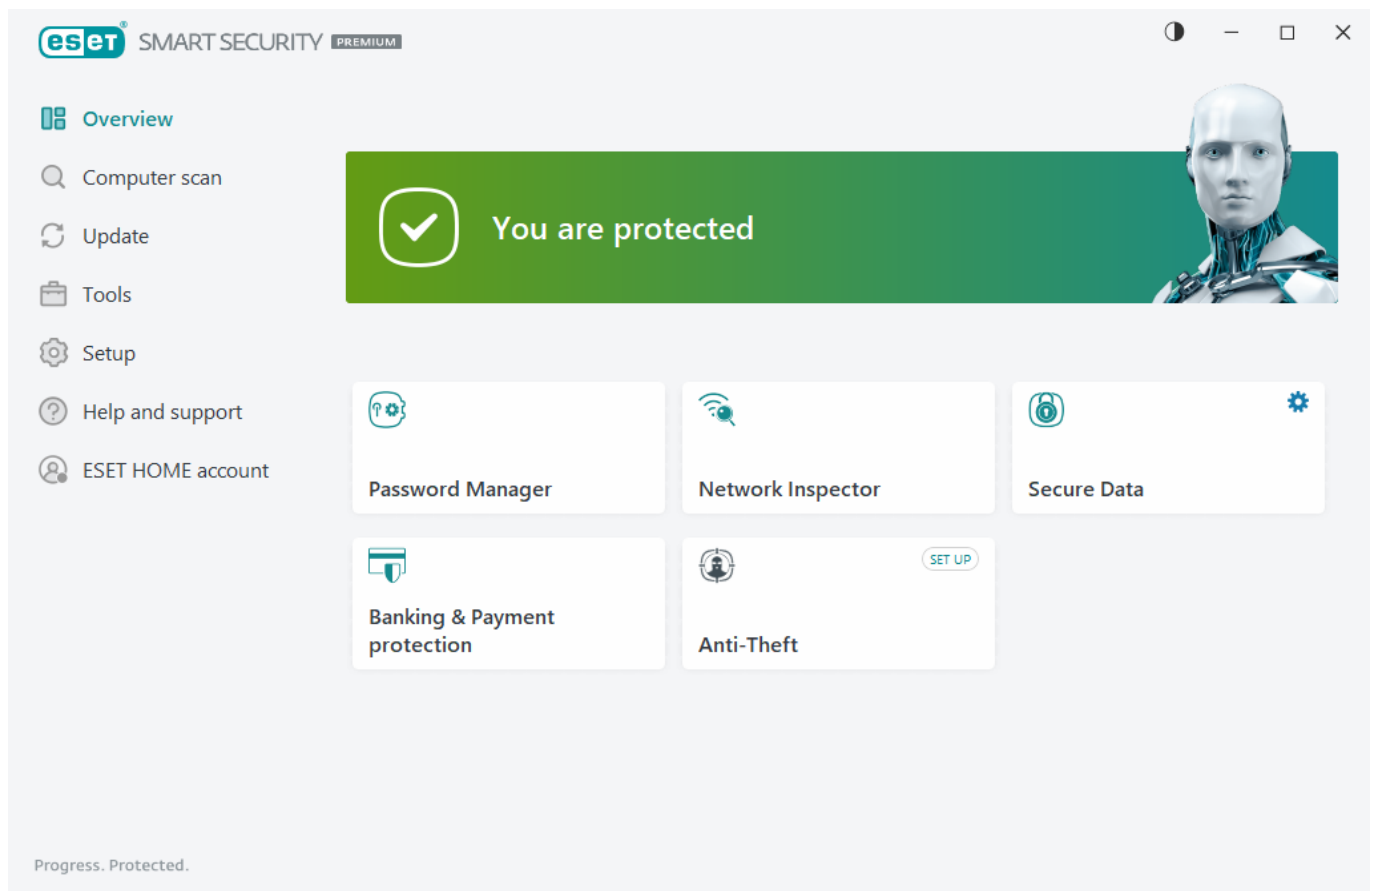 eseT® SMART SECURITY PREMIUM
Overview
Computer scan
Update
Tools
Setup
Help and support
ESET HOME account
You are protected
Password Manager
Network Inspector
Secure Data
Banking & Payment
protection
SET UP
Anti-Theft
Progress. Protected.